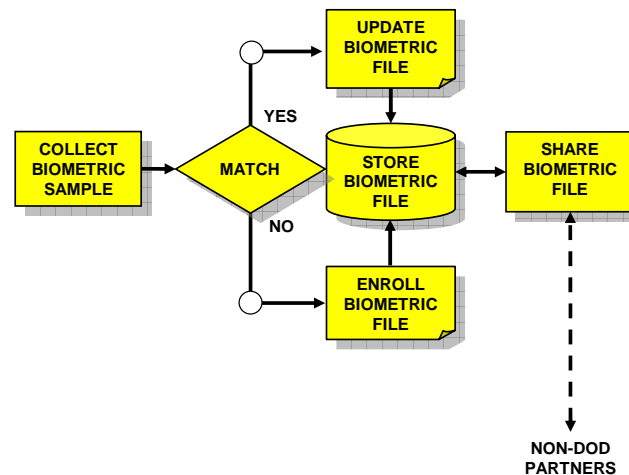 UPDATE
BIOMETRIC
FILE
YES
COLLECT
BIOMETRIC
SAMPLE
MATCH
STORE
BIOMETRIC
FILE
SHARE
BIOMETRIC
FILE
NO
ENROLL
BIOMETRIC
FILE
NON-DOD
PARTNERS